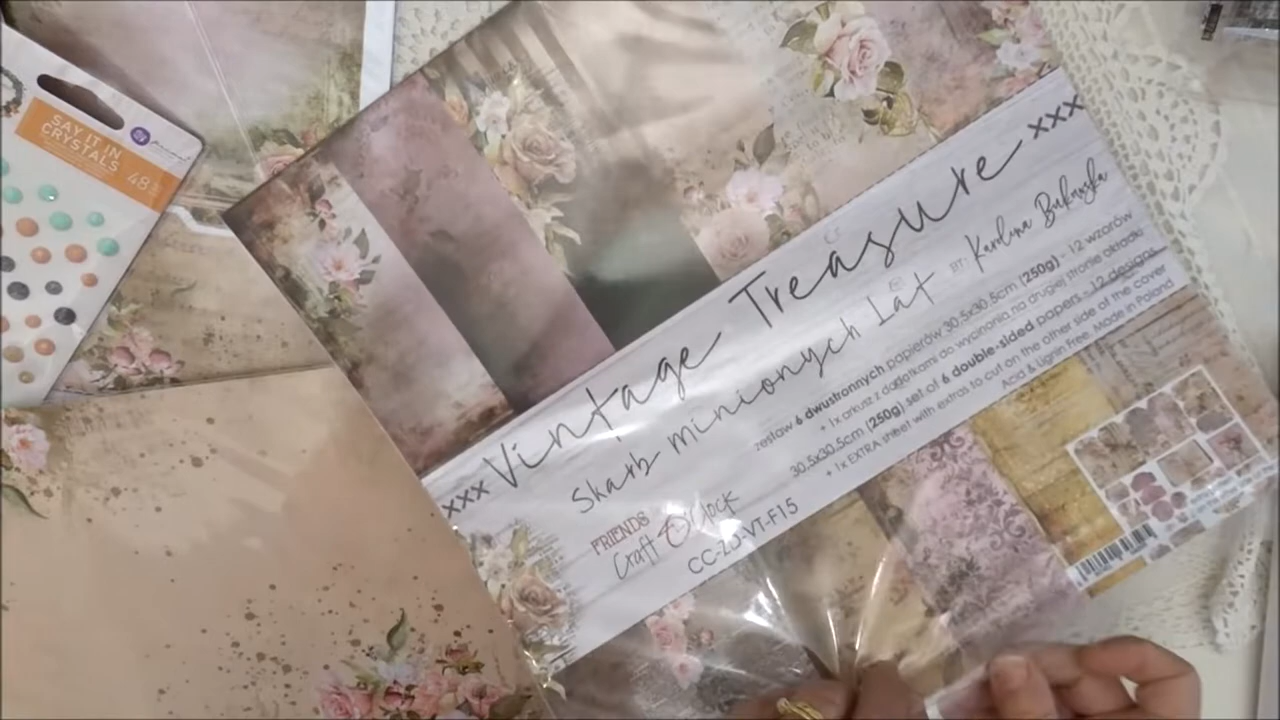 SAY IT IN
CRYSTALS
48
xxx Vintage Treasure xxx
Skarb minionych Lat BY: Karolina Bukowska
zestaw 6 dwustronnych papierów 30,5x30,5cm (250g) - 12 wzorów
+ 1x arkusz z dodatkami do wycinania na drugiej stronie okładki
30,5x30,5cm (250g) set of 6 double-sided papers - 12 designs
+ 1x EXTRA sheet with extras to cut on the other side of the cover
Acid & Lignin Free. Made in Poland
FRIENDS
Craft O'Clock
CC-ZD-VT-F15